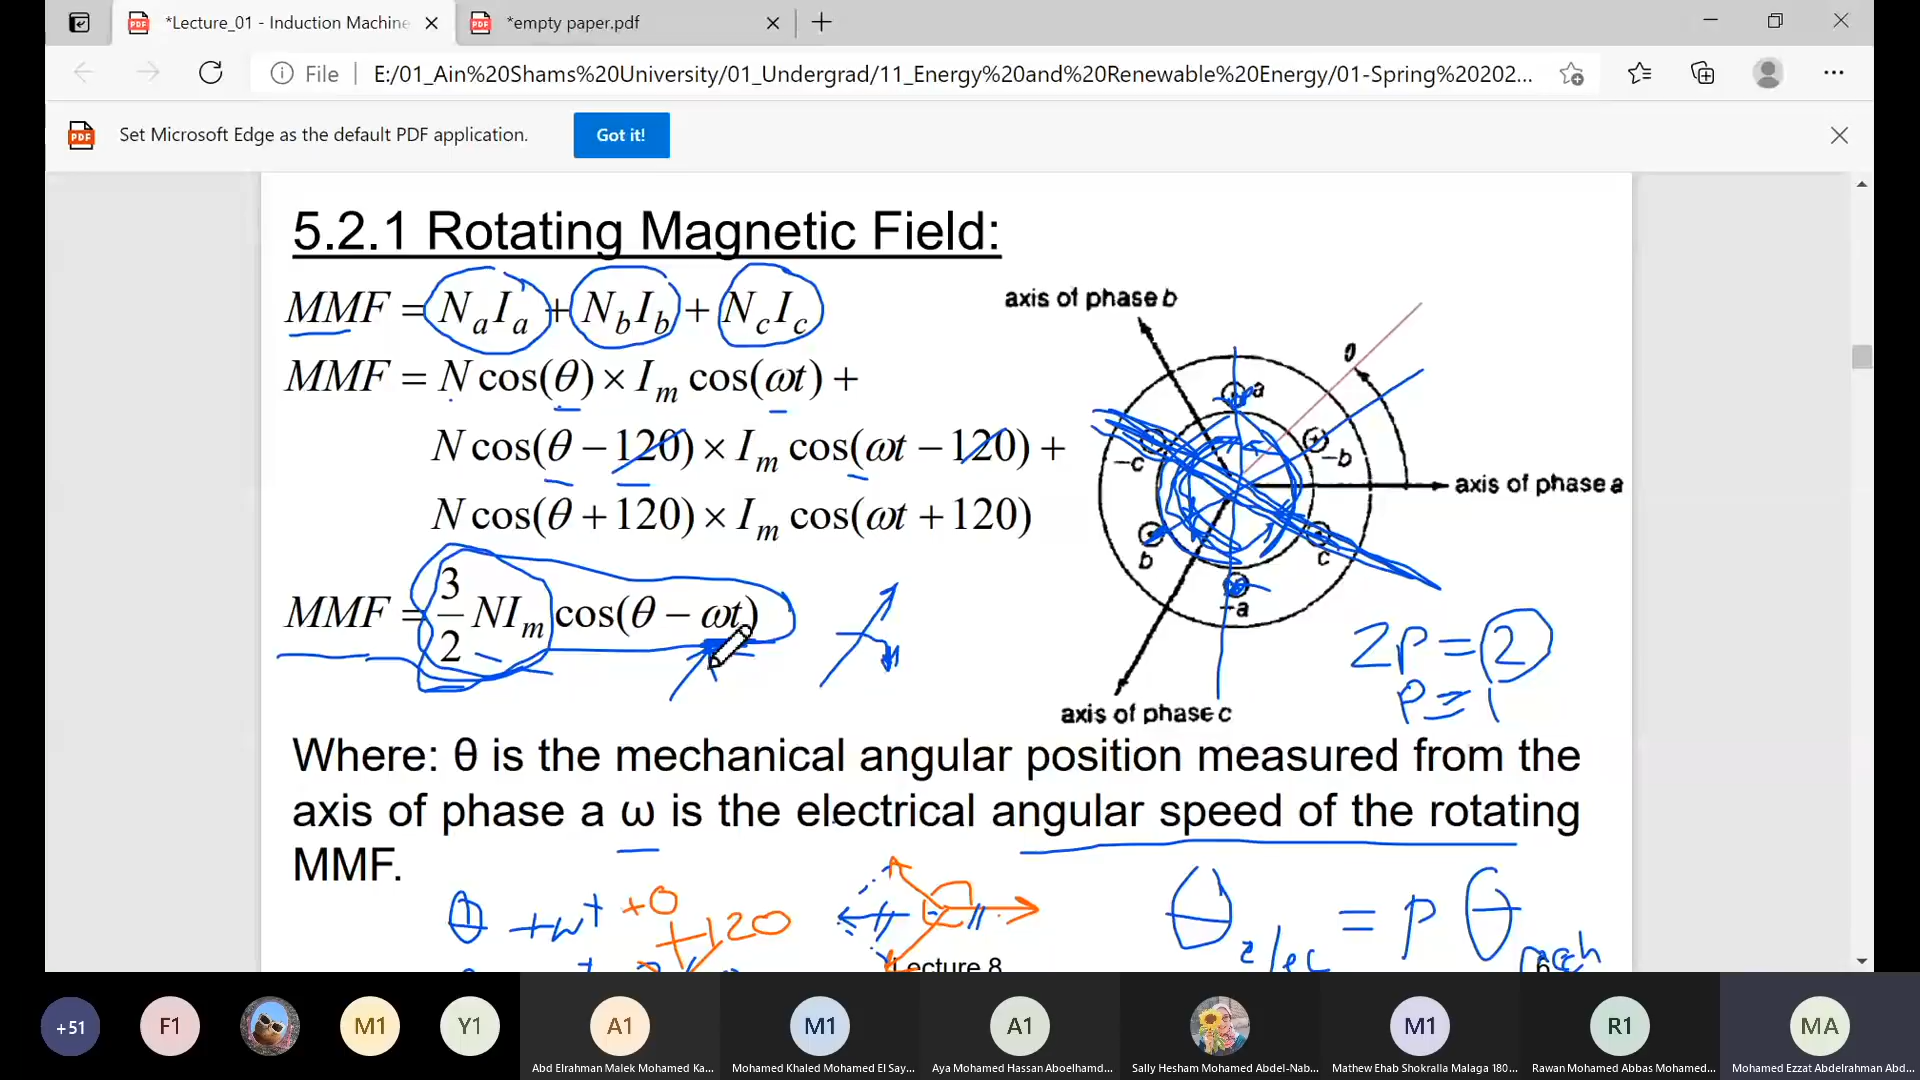 *Lecture_01 - Induction Machine
*empty paper.pdf
File
E:/01_Ain%20Shams%20University/01_Undergrad/11_Energy%20and%20Renewable%20Energy/01-Spring%20202...
Set Microsoft Edge as the default PDF application.
Got it!
5.2.1 Rotating Magnetic Field:
MMF = NaIa + NbIb + NcIc
MMF = N cos(θ) × Im cos(ωt) +
N cos(θ − 120) × Im cos(ωt − 120) +
N cos(θ + 120) × Im cos(ωt + 120)
MMF = 3/2 NIm cos(θ − ωt)
axis of phase b
θ
a
-c
-b
axis of phase a
b
c
-a
axis of phase c
2P = 2
P = 1
Where: θ is the mechanical angular position measured from the
axis of phase a ω is the electrical angular speed of the rotating
MMF.
θ +wt +0
+120
θ elec = p θ mech
Lecture 8
6
+51
F1
M1
Y1
A1
M1
A1
M1
R1
MA
Abd Elrahman Malek Mohamed Ka...
Mohamed Khaled Mohamed El Say...
Aya Mohamed Hassan Aboelhamd...
Sally Hesham Mohamed Abdel-Nab...
Mathew Ehab Shokralla Malaga 180...
Rawan Mohamed Abbas Mohamed...
Mohamed Ezzat Abdelrahman Abd...